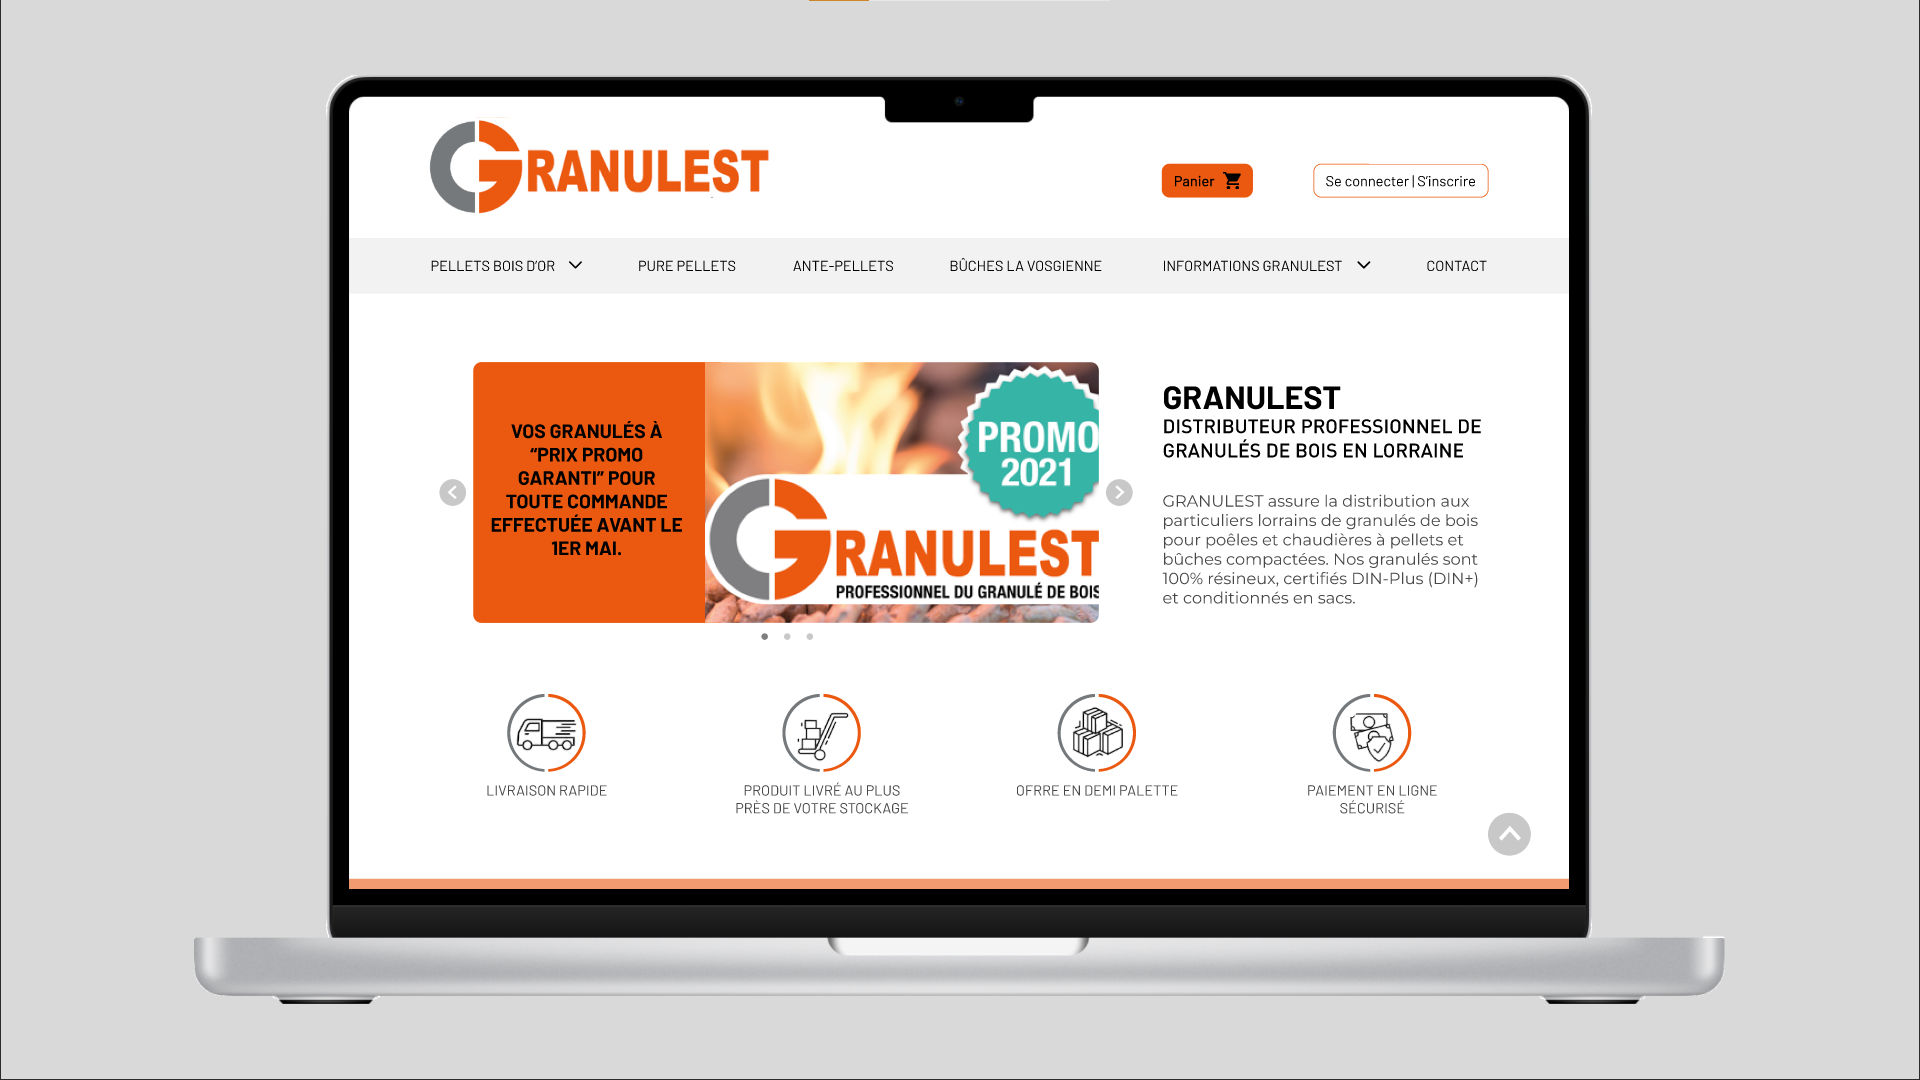 GRANULEST
Panier
Se connecter | S'inscrire
PELLETS BOIS D'OR
PURE PELLETS
ANTE-PELLETS
BÛCHES LA VOSGIENNE
INFORMATIONS GRANULEST
CONTACT
VOS GRANULÉS À
“PRIX PROMO
GARANTI” POUR
TOUTE COMMANDE
EFFECTUÉE AVANT LE
1ER MAI.
PROMO
2021
GRANULEST
PROFESSIONNEL DU GRANULÉ DE BOIS
GRANULEST
DISTRIBUTEUR PROFESSIONNEL DE
GRANULÉS DE BOIS EN LORRAINE
GRANULEST assure la distribution aux
particuliers lorrains de granulés de bois
pour poêles et chaudières à pellets et
bûches compactées. Nos granulés sont
100% résineux, certifiés DIN-Plus (DIN+)
et conditionnés en sacs.
LIVRAISON RAPIDE
PRODUIT LIVRÉ AU PLUS
PRÈS DE VOTRE STOCKAGE
OFRRE EN DEMI PALETTE
PAIEMENT EN LIGNE
SÉCURISÉ